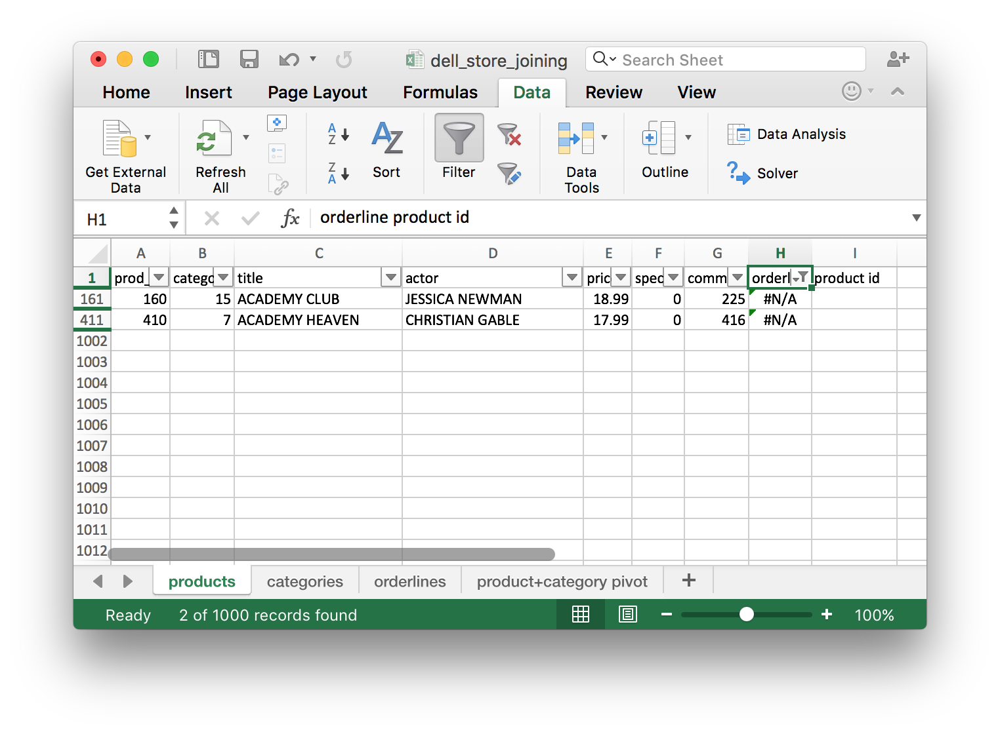 dell_store_joining
Search Sheet
Home Insert Page Layout Formulas Data Review View
Get External Data
Refresh All
A Z
Z A
Sort
Filter
Data Tools
Outline
Data Analysis
Solver
H1 fx orderline product id
A B C D E F G H I
1 prod_ catego title actor pric spec comm orderl product id
161 160 15 ACADEMY CLUB JESSICA NEWMAN 18.99 0 225 #N/A
411 410 7 ACADEMY HEAVEN CHRISTIAN GABLE 17.99 0 416 #N/A
1002
1003
1004
1005
1006
1007
1008
1009
1010
1011
1012
products categories orderlines product+category pivot +
Ready 2 of 1000 records found 100%